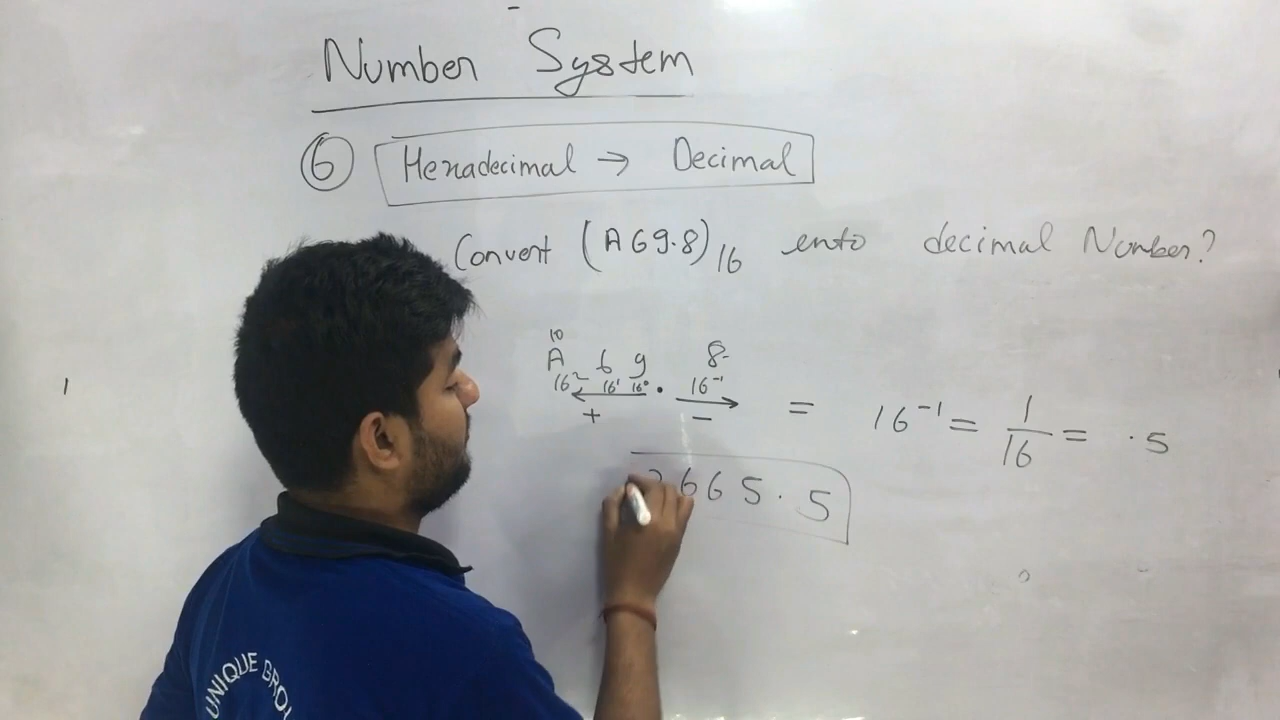 Number System
6 Hexadecimal → Decimal
Convert (A69.8)16 ento decimal Number?
10
A 6 9 8
16² 16¹ 16⁰ . 16⁻¹ = 16⁻¹ = 1/16 = .5
+ −
2665.5
UNIQUE